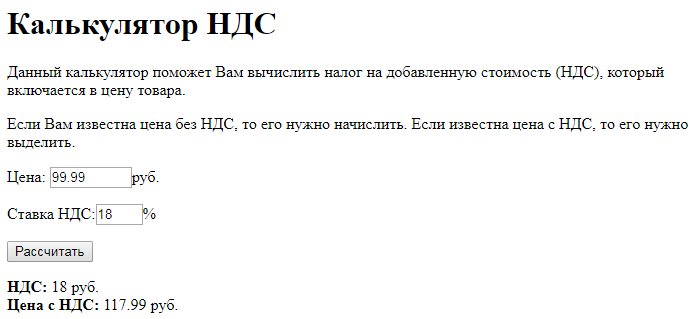 Калькулятор НДС
Данный калькулятор поможет Вам вычислить налог на добавленную стоимость (НДС), который
включается в цену товара.
Если Вам известна цена без НДС, то его нужно начислить. Если известна цена с НДС, то его нужно
выделить.
Цена: 99.99 руб.
Ставка НДС: 18 %
Рассчитать
НДС: 18 руб.
Цена с НДС: 117.99 руб.